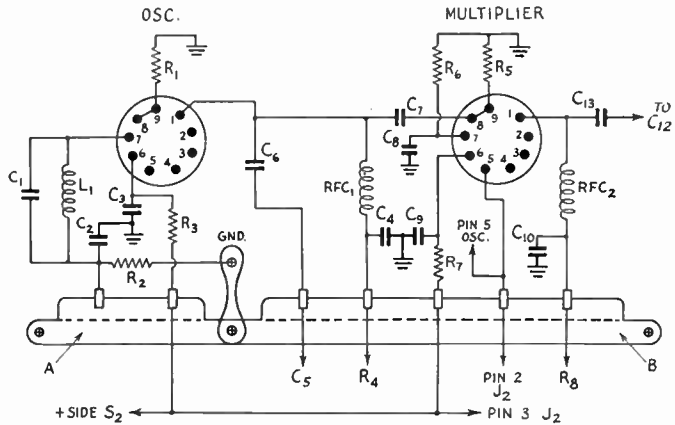 OSC.
MULTIPLIER
R1
R6
R5
C7
C13
TO
C12
9
1
8
2
7
3
6
5
4
9
1
8
2
7
3
6
5
4
C8
C1
L1
C3
C6
RFC1
RFC2
C2
R3
C4
C9
PIN 5
OSC.
C10
GND.
R2
R7
A
B
C5
R4
PIN 2
J2
R8
+SIDE S2
PIN 3 J2